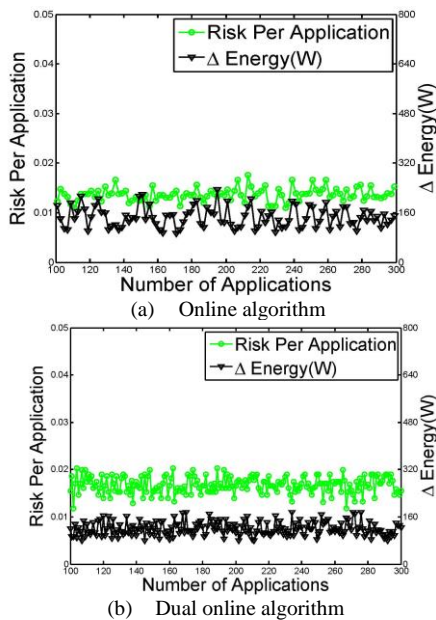 Risk Per Application
Δ Energy(W)
0.05
0.04
0.03
0.02
0.01
0
800
640
480
320
160
0
Risk Per Application
Δ Energy(W)
100 120 140 160 180 200 220 240 260 280 300
Number of Applications
(a) Online algorithm
Risk Per Application
Δ Energy(W)
0.05
0.04
0.03
0.02
0.01
0
800
640
480
320
160
0
Risk Per Application
Δ Energy(W)
100 120 140 160 180 200 220 240 260 280 300
Number of Applications
(b) Dual online algorithm